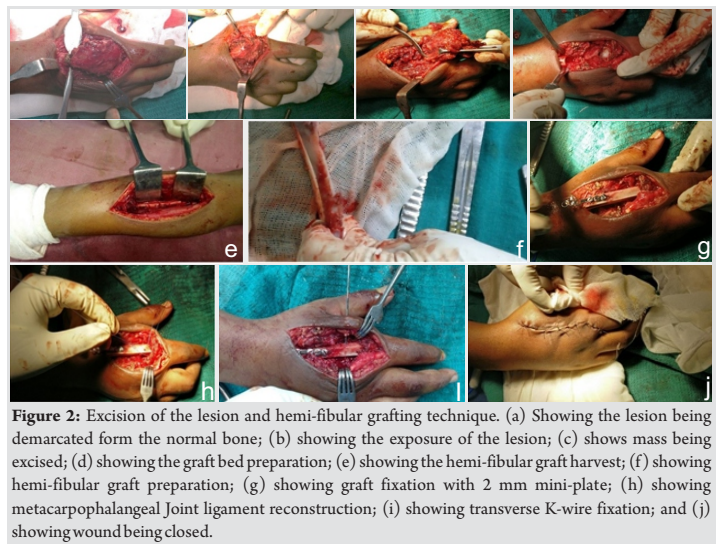 e
f
g
h
I
j
Figure 2: Excision of the lesion and hemi-fibular grafting technique. (a) Showing the lesion being
demarcated form the normal bone; (b) showing the exposure of the lesion; (c) shows mass being
excised; (d) showing the graft bed preparation; (e) showing the hemi-fibular graft harvest; (f) showing
hemi-fibular graft preparation; (g) showing graft fixation with 2 mm mini-plate; (h) showing
metacarpophalangeal Joint ligament reconstruction; (i) showing transverse K-wire fixation; and (j)
showing wound being closed.